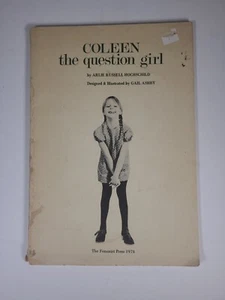 COLEEN
the question girl
by ARLIE RUSSELL HOCHSCHILD
Designed & Illustrated by GAIL ASHBY
The Feminist Press 1974